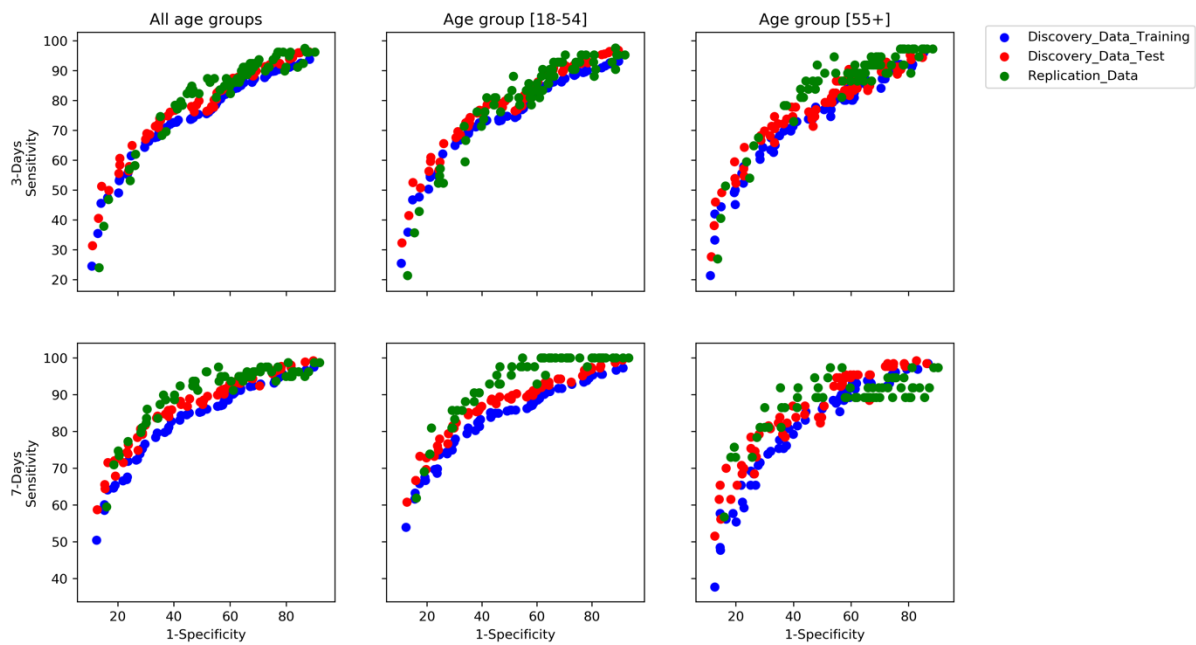 All age groups
Age group [18-54]
Age group [55+]
Discovery_Data_Training
Discovery_Data_Test
Replication_Data
3-Days
Sensitivity
100
90
80
70
60
50
40
30
20
7-Days
Sensitivity
100
90
80
70
60
50
40
20 40 60 80
20 40 60 80
20 40 60 80
1-Specificity
1-Specificity
1-Specificity